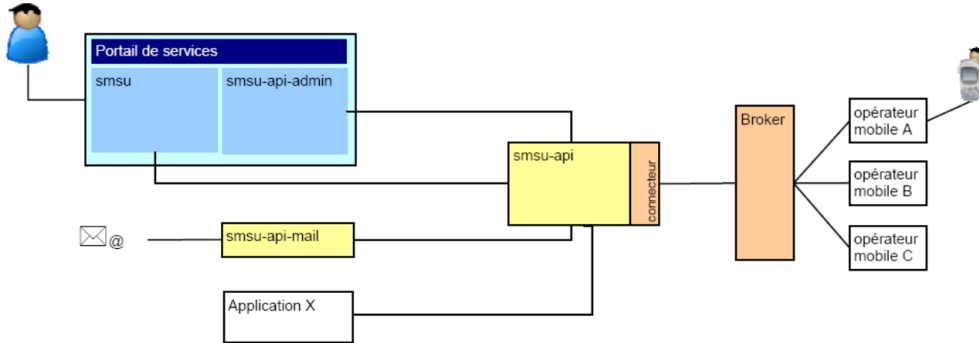 Portail de services
smsu
smsu-api-admin
smsu-api
connecteur
Broker
opérateur
mobile A
opérateur
mobile B
opérateur
mobile C
@
smsu-api-mail
Application X